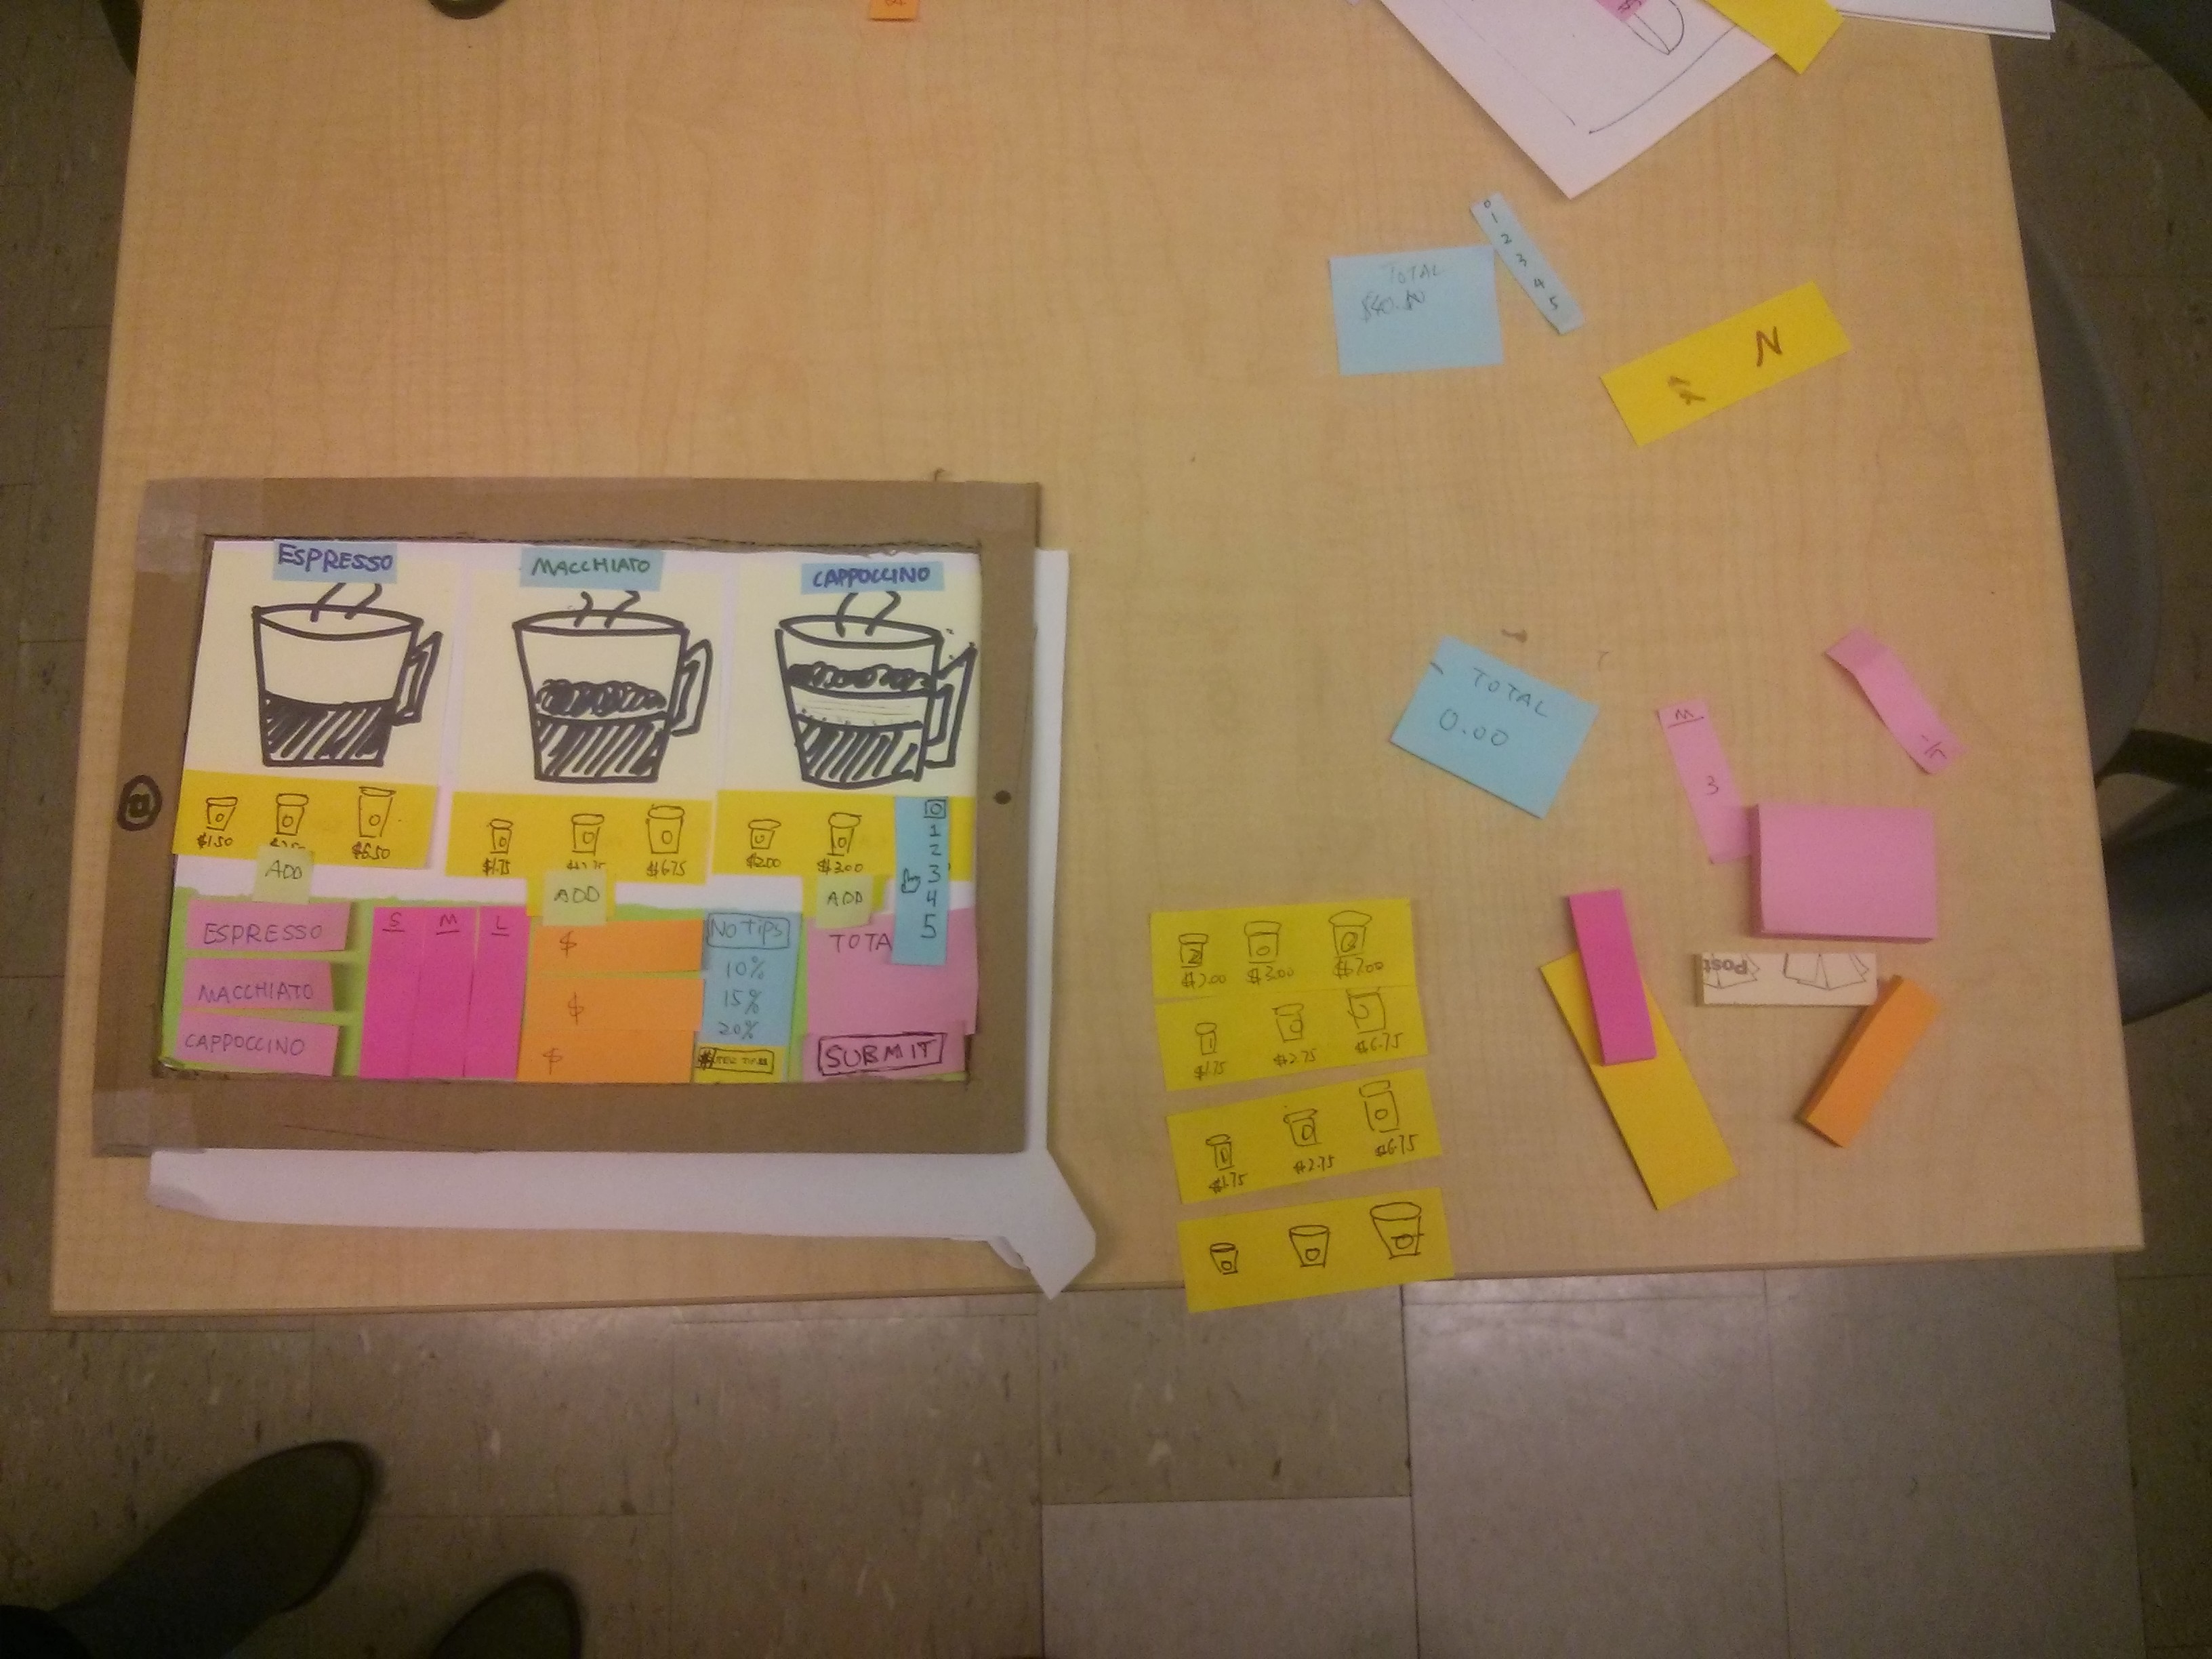 ESPRESSO
MACCHIATO
CAPPOCCINO
$1.50
$6.50
$1.75
$6.75
$2.00
$3.00
ADD
ADD
ADD
0
1
2
3
4
5
ESPRESSO
MACCHIATO
CAPPOCCINO
S M L
$
$
$
NO TIPS
10%
15%
20%
TOTA
SUBMIT
TOTAL
0
1
2
3
4
5
N
TOTAL
0.00
M
3
Post
$3.00 $7.00
$1.75 $2.75 $6.75
$1.75 $2.75 $6.75